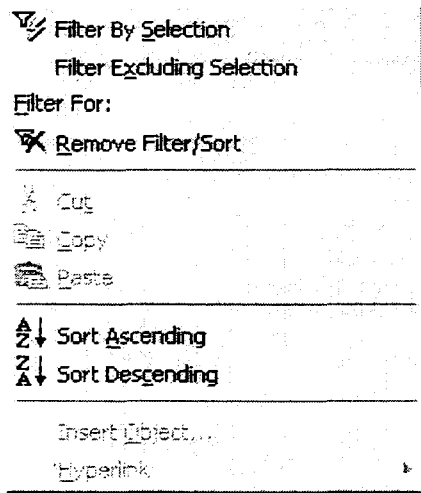 Filter By Selection
Filter Excluding Selection
Filter For:
Remove Filter/Sort
Cut
Copy
Paste
Sort Ascending
Sort Descending
Insert Object...
Hyperlink